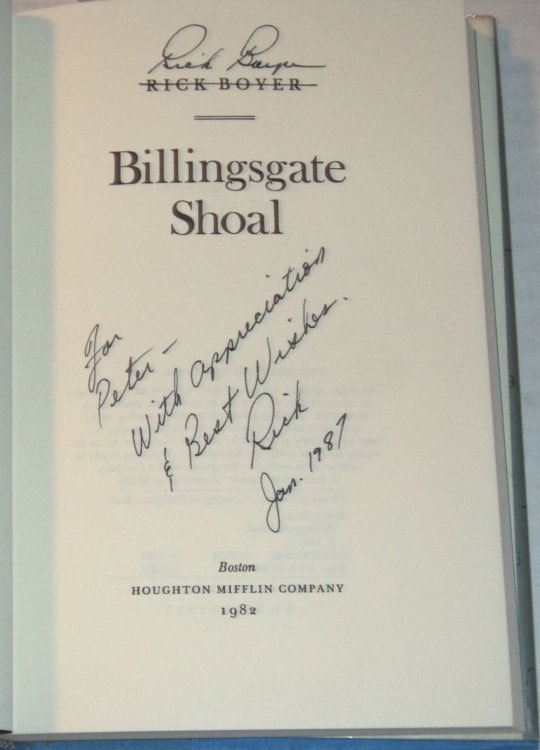 Rick Boyer
RICK BOYER
Billingsgate
Shoal
For
Peter—
With appreciation
& Best Wishes.
Rick
Jan. 1987
Boston
HOUGHTON MIFFLIN COMPANY
1982